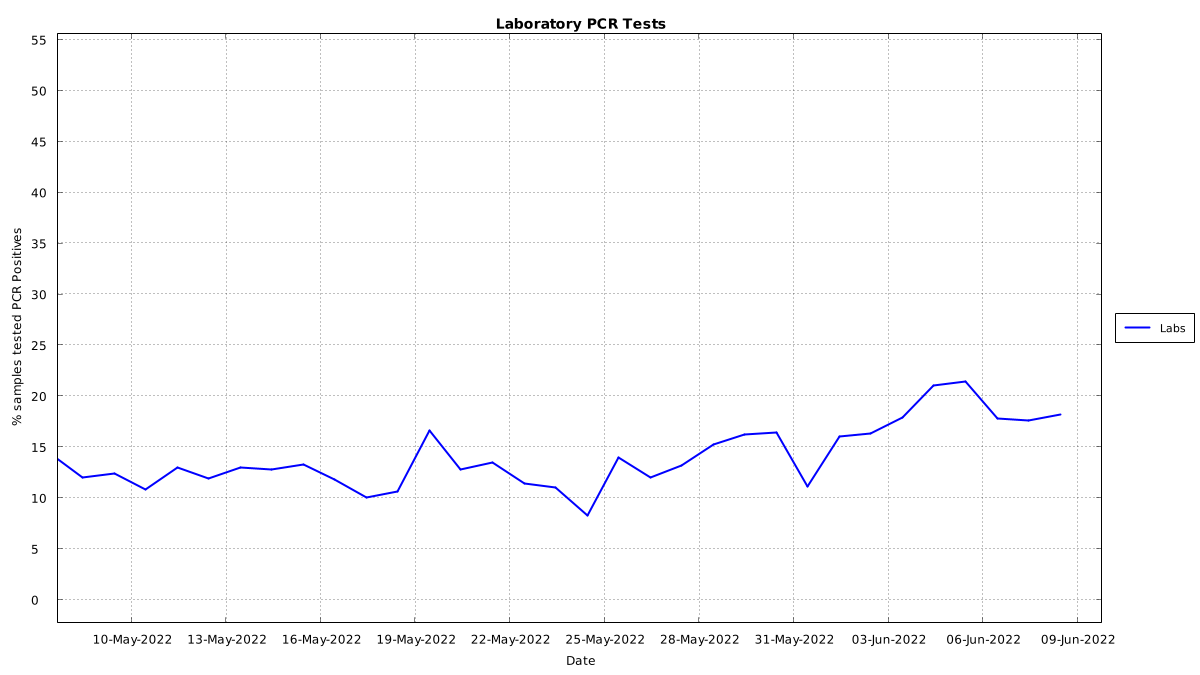 Laboratory PCR Tests
% samples tested PCR Positives
55
50
45
40
35
30
25
20
15
10
5
0
10-May-2022 13-May-2022 16-May-2022 19-May-2022 22-May-2022 25-May-2022 28-May-2022 31-May-2022 03-Jun-2022 06-Jun-2022 09-Jun-2022
Date
Labs